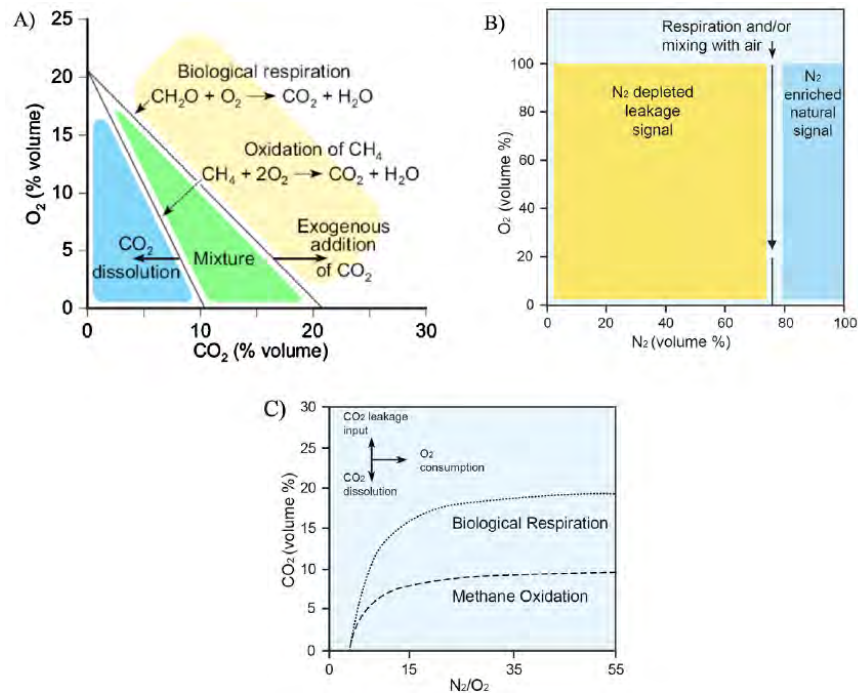 A)
25
20
15
10
5
0
O2 (% volume)
Biological respiration
CH2O + O2 → CO2 + H2O
Oxidation of CH4
CH4 + 2O2 → CO2 + H2O
Exogenous
addition
of CO2
CO2
dissolution
Mixture
0 10 20 30
CO2 (% volume)
B)
Respiration and/or
mixing with air
100
80
60
40
20
0
O2 (volume %)
N2 depleted
leakage
signal
N2
enriched
natural
signal
0 20 40 60 80 100
N2 (volume %)
C)
30
25
20
15
10
5
0
CO2 (volume %)
CO2 leakage
input
O2
consumption
CO2
dissolution
Biological Respiration
Methane Oxidation
0 15 35 55
N2/O2